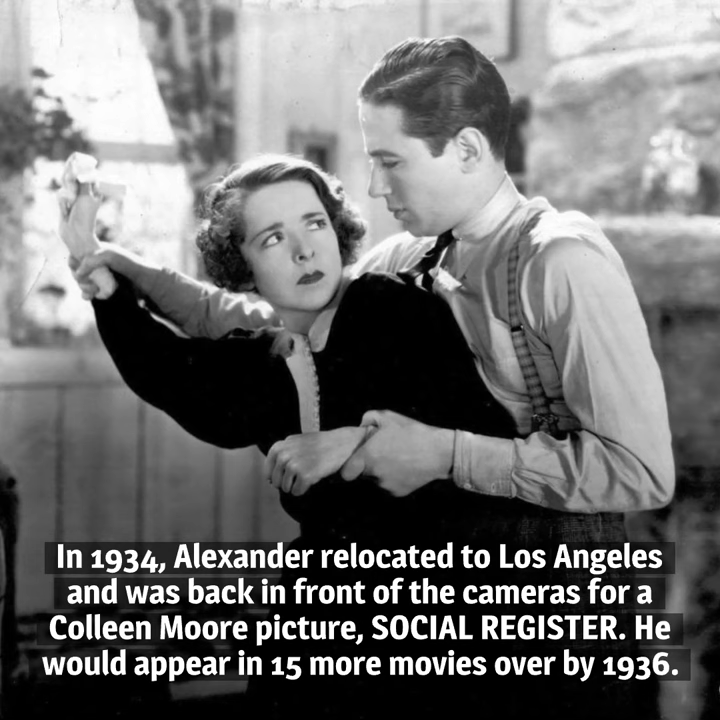 In 1934, Alexander relocated to Los Angeles
and was back in front of the cameras for a
Colleen Moore picture, SOCIAL REGISTER. He
would appear in 15 more movies over by 1936.